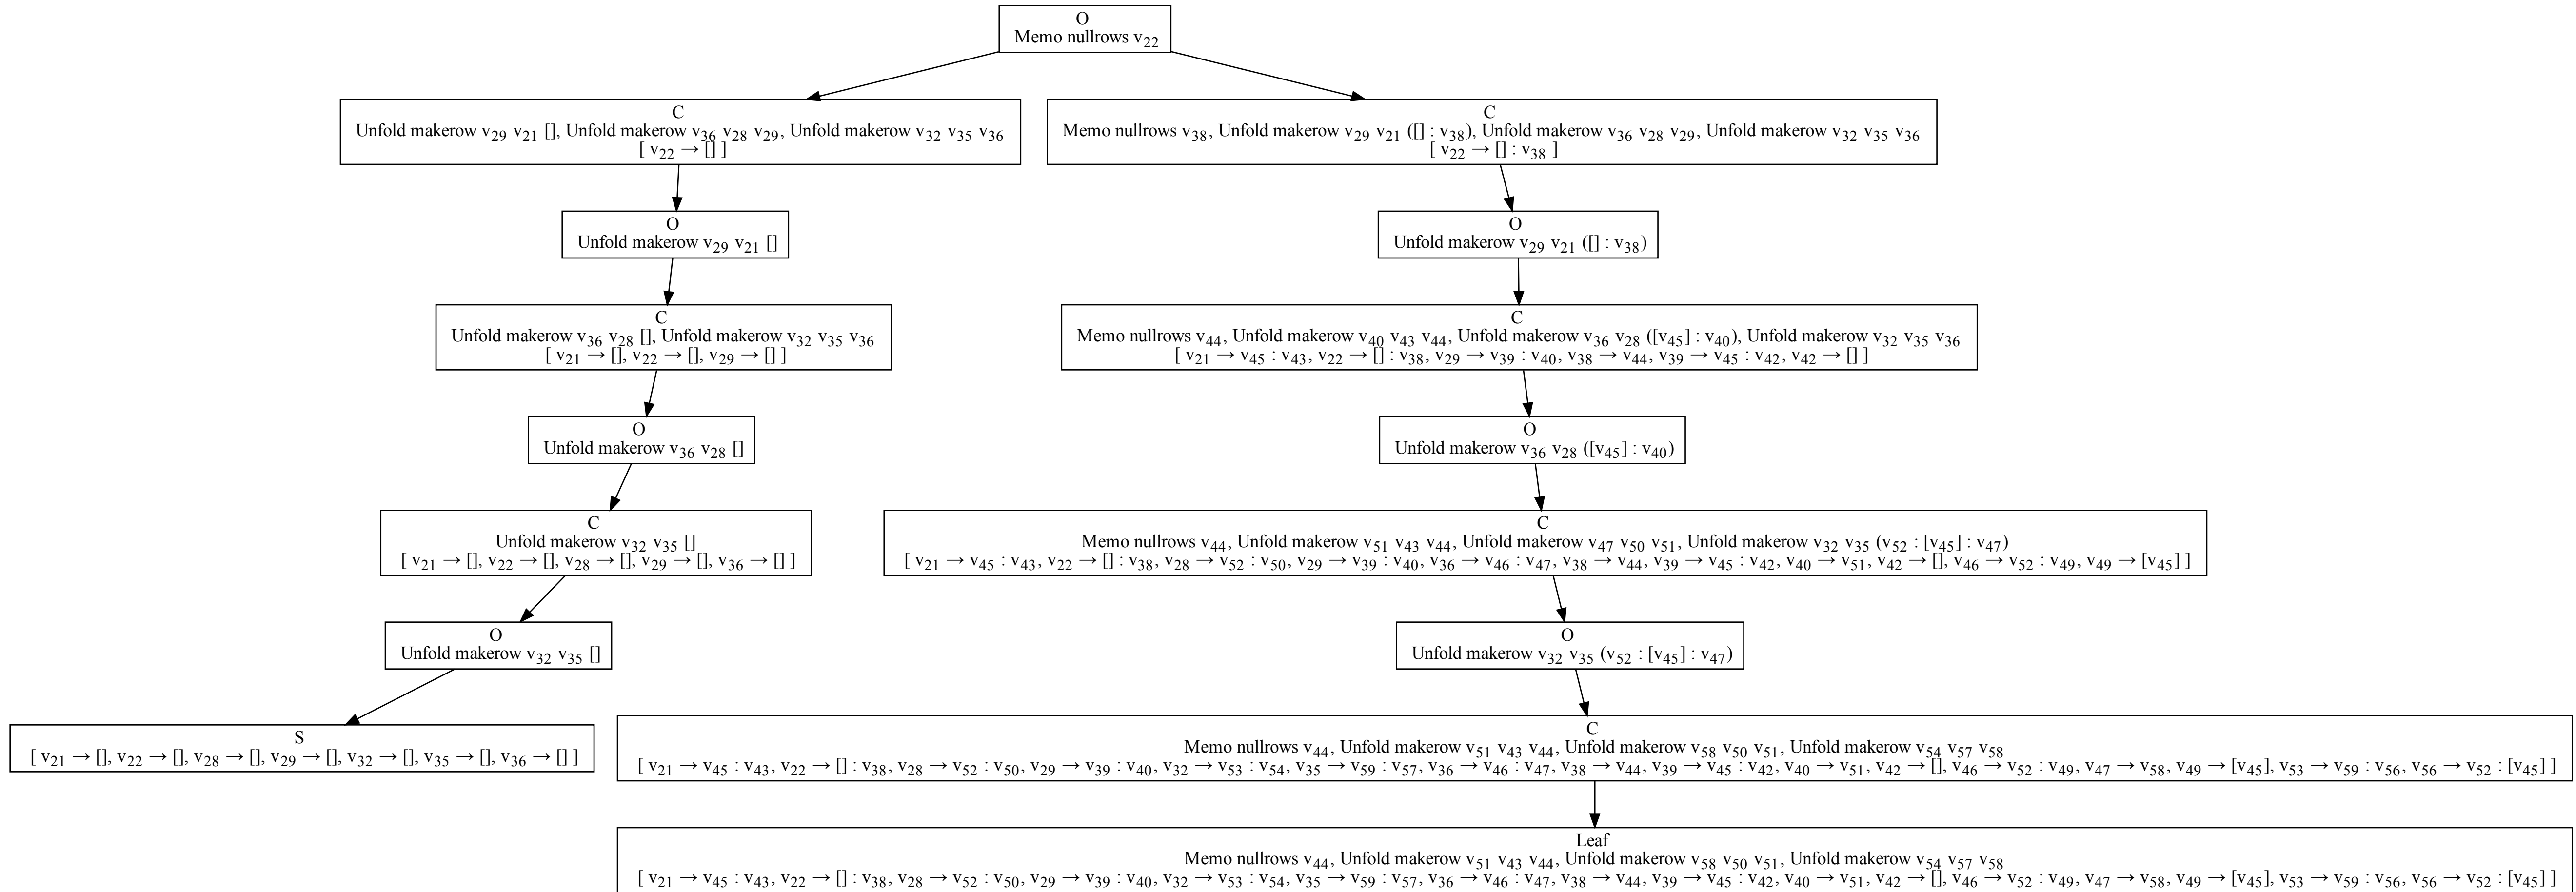 O
Memo nullrows v₂₂
C
Unfold makerow v₂₉ v₂₁ [], Unfold makerow v₃₆ v₂₈ v₂₉, Unfold makerow v₃₂ v₃₅ v₃₆
[ v₂₂ → [] ]
C
Memo nullrows v₃₈, Unfold makerow v₂₉ v₂₁ ([] : v₃₈), Unfold makerow v₃₆ v₂₈ v₂₉, Unfold makerow v₃₂ v₃₅ v₃₆
[ v₂₂ → [] : v₃₈ ]
O
Unfold makerow v₂₉ v₂₁ []
O
Unfold makerow v₂₉ v₂₁ ([] : v₃₈)
C
Unfold makerow v₃₆ v₂₈ [], Unfold makerow v₃₂ v₃₅ v₃₆
[ v₂₁ → [], v₂₂ → [], v₂₉ → [] ]
C
Memo nullrows v₄₄, Unfold makerow v₄₀ v₄₃ v₄₄, Unfold makerow v₃₆ v₂₈ ([v₄₅] : v₄₀), Unfold makerow v₃₂ v₃₅ v₃₆
[ v₂₁ → v₄₅ : v₄₃, v₂₂ → [] : v₃₈, v₂₉ → v₃₉ : v₄₀, v₃₈ → v₄₄, v₃₉ → v₄₅ : v₄₂, v₄₂ → [] ]
O
Unfold makerow v₃₆ v₂₈ []
O
Unfold makerow v₃₆ v₂₈ ([v₄₅] : v₄₀)
C
Unfold makerow v₃₂ v₃₅ []
[ v₂₁ → [], v₂₂ → [], v₂₈ → [], v₂₉ → [], v₃₆ → [] ]
C
Memo nullrows v₄₄, Unfold makerow v₅₁ v₄₃ v₄₄, Unfold makerow v₄₇ v₅₀ v₅₁, Unfold makerow v₃₂ v₃₅ (v₅₂ : [v₄₅] : v₄₇)
[ v₂₁ → v₄₅ : v₄₃, v₂₂ → [] : v₃₈, v₂₈ → v₅₂ : v₅₀, v₂₉ → v₃₉ : v₄₀, v₃₆ → v₄₆ : v₄₇, v₃₈ → v₄₄, v₃₉ → v₄₅ : v₄₂, v₄₀ → v₅₁, v₄₂ → [], v₄₆ → v₅₂ : v₄₉, v₄₉ → [v₄₅] ]
O
Unfold makerow v₃₂ v₃₅ []
O
Unfold makerow v₃₂ v₃₅ (v₅₂ : [v₄₅] : v₄₇)
S
[ v₂₁ → [], v₂₂ → [], v₂₈ → [], v₂₉ → [], v₃₂ → [], v₃₅ → [], v₃₆ → [] ]
C
Memo nullrows v₄₄, Unfold makerow v₅₁ v₄₃ v₄₄, Unfold makerow v₅₈ v₅₀ v₅₁, Unfold makerow v₅₄ v₅₇ v₅₈
[ v₂₁ → v₄₅ : v₄₃, v₂₂ → [] : v₃₈, v₂₈ → v₅₂ : v₅₀, v₂₉ → v₃₉ : v₄₀, v₃₂ → v₅₃ : v₅₄, v₃₅ → v₅₉ : v₅₇, v₃₆ → v₄₆ : v₄₇, v₃₈ → v₄₄, v₃₉ → v₄₅ : v₄₂, v₄₀ → v₅₁, v₄₂ → [], v₄₆ → v₅₂ : v₄₉, v₄₇ → v₅₈, v₄₉ → [v₄₅], v₅₃ → v₅₉ : v₅₆, v₅₆ → v₅₂ : [v₄₅] ]
Leaf
Memo nullrows v₄₄, Unfold makerow v₅₁ v₄₃ v₄₄, Unfold makerow v₅₈ v₅₀ v₅₁, Unfold makerow v₅₄ v₅₇ v₅₈
[ v₂₁ → v₄₅ : v₄₃, v₂₂ → [] : v₃₈, v₂₈ → v₅₂ : v₅₀, v₂₉ → v₃₉ : v₄₀, v₃₂ → v₅₃ : v₅₄, v₃₅ → v₅₉ : v₅₇, v₃₆ → v₄₆ : v₄₇, v₃₈ → v₄₄, v₃₉ → v₄₅ : v₄₂, v₄₀ → v₅₁, v₄₂ → [], v₄₆ → v₅₂ : v₄₉, v₄₇ → v₅₈, v₄₉ → [v₄₅], v₅₃ → v₅₉ : v₅₆, v₅₆ → v₅₂ : [v₄₅] ]